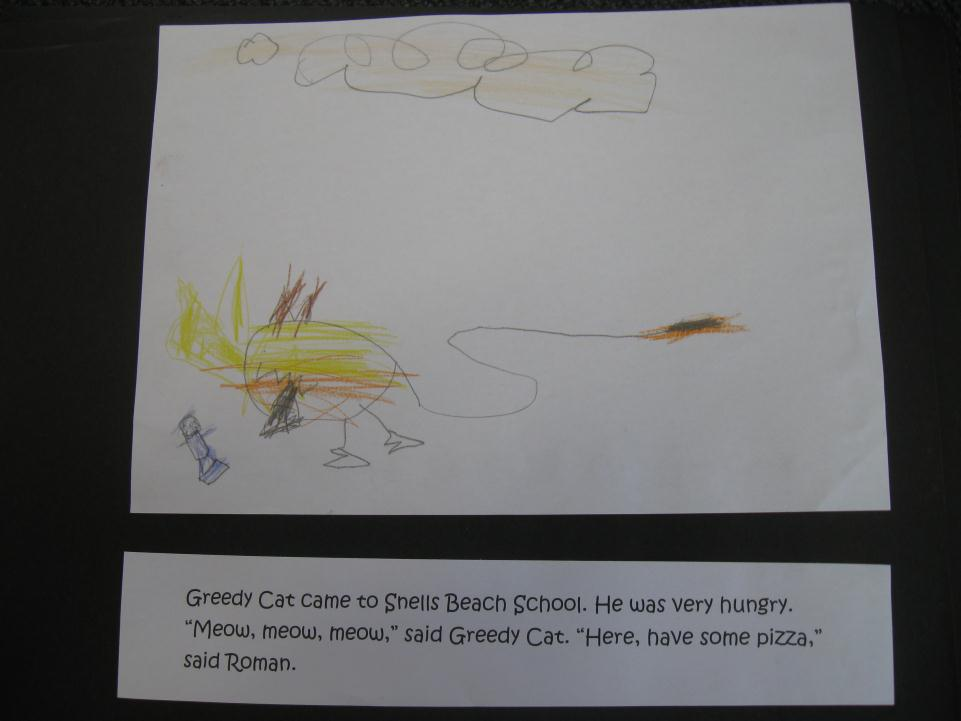 Greedy Cat came to Snells Beach School. He was very hungry.
“Meow, meow, meow,” said Greedy Cat. “Here, have some pizza,”
said Roman.